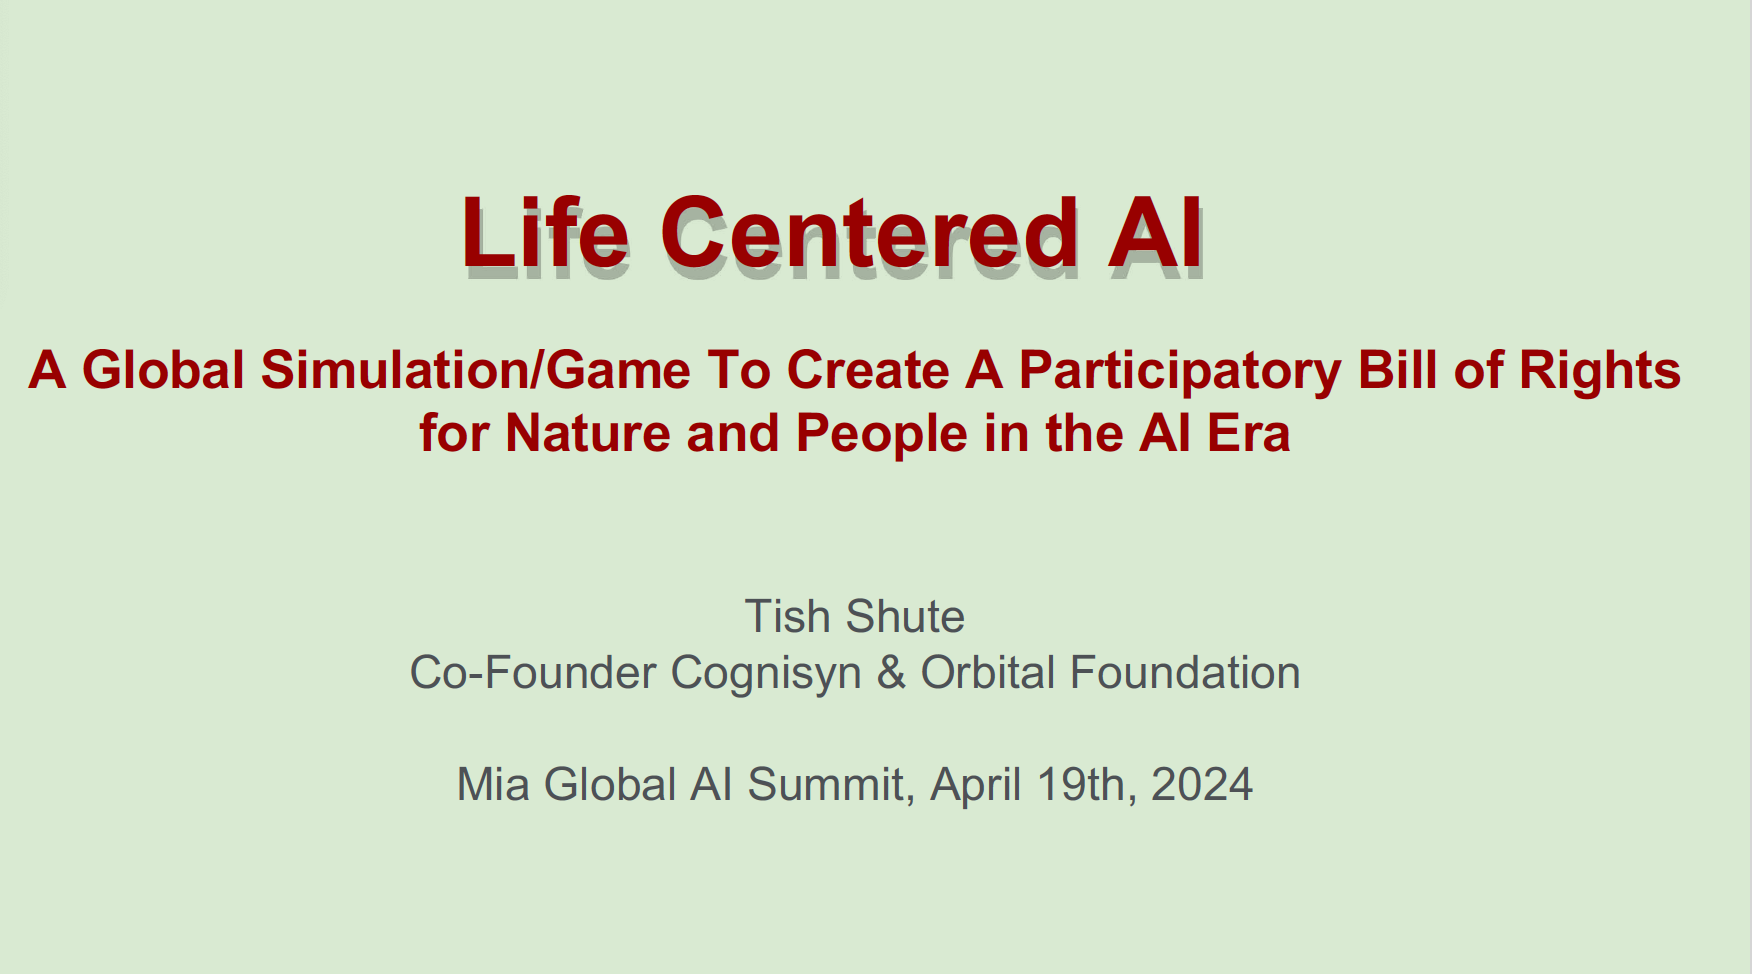 Life Centered AI
A Global Simulation/Game To Create A Participatory Bill of Rights
for Nature and People in the AI Era
Tish Shute
Co-Founder Cognisyn & Orbital Foundation
Mia Global AI Summit, April 19th, 2024